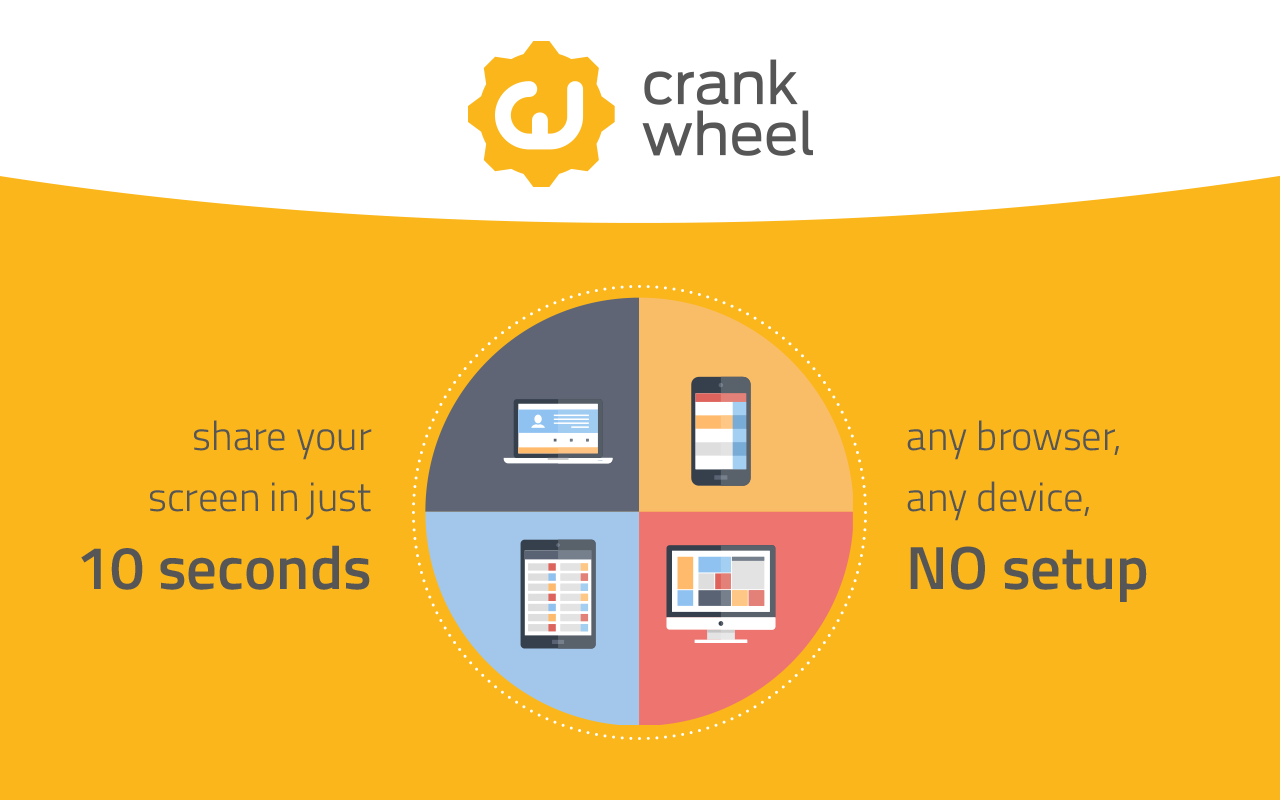 crank
wheel
share your
screen in just
10 seconds
any browser,
any device,
NO setup